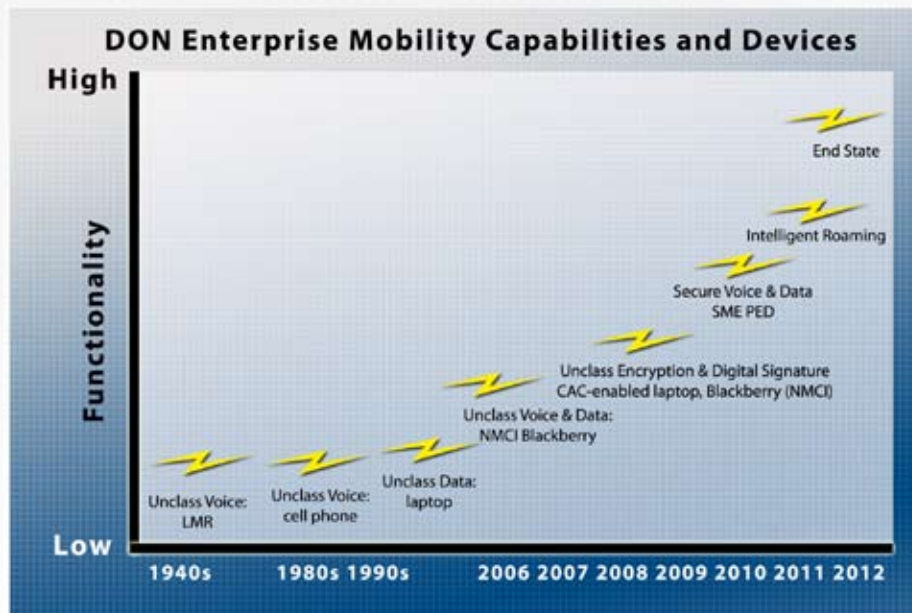 DON Enterprise Mobility Capabilities and Devices
High
End State
Intelligent Roaming
Secure Voice & Data
SME PED
Unclass Encryption & Digital Signature
CAC-enabled laptop, Blackberry (NMCI)
Unclass Voice & Data:
NMCI Blackberry
Unclass Data:
laptop
Unclass Voice:
cell phone
Unclass Voice:
LMR
Functionality
Low
1940s 1980s 1990s 2006 2007 2008 2009 2010 2011 2012